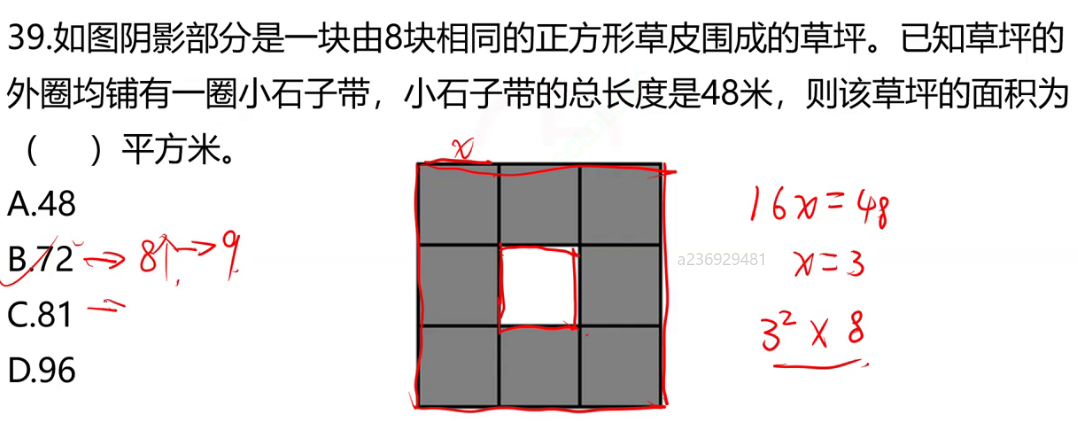 39.如图阴影部分是一块由8块相同的正方形草皮围成的草坪。已知草坪的
外圈均铺有一圈小石子带，小石子带的总长度是48米，则该草坪的面积为
（ ）平方米。
A.48
B.72 → 8个 → 9
C.81 =
D.96
x
a236929481
16x=48
x=3
3²×8